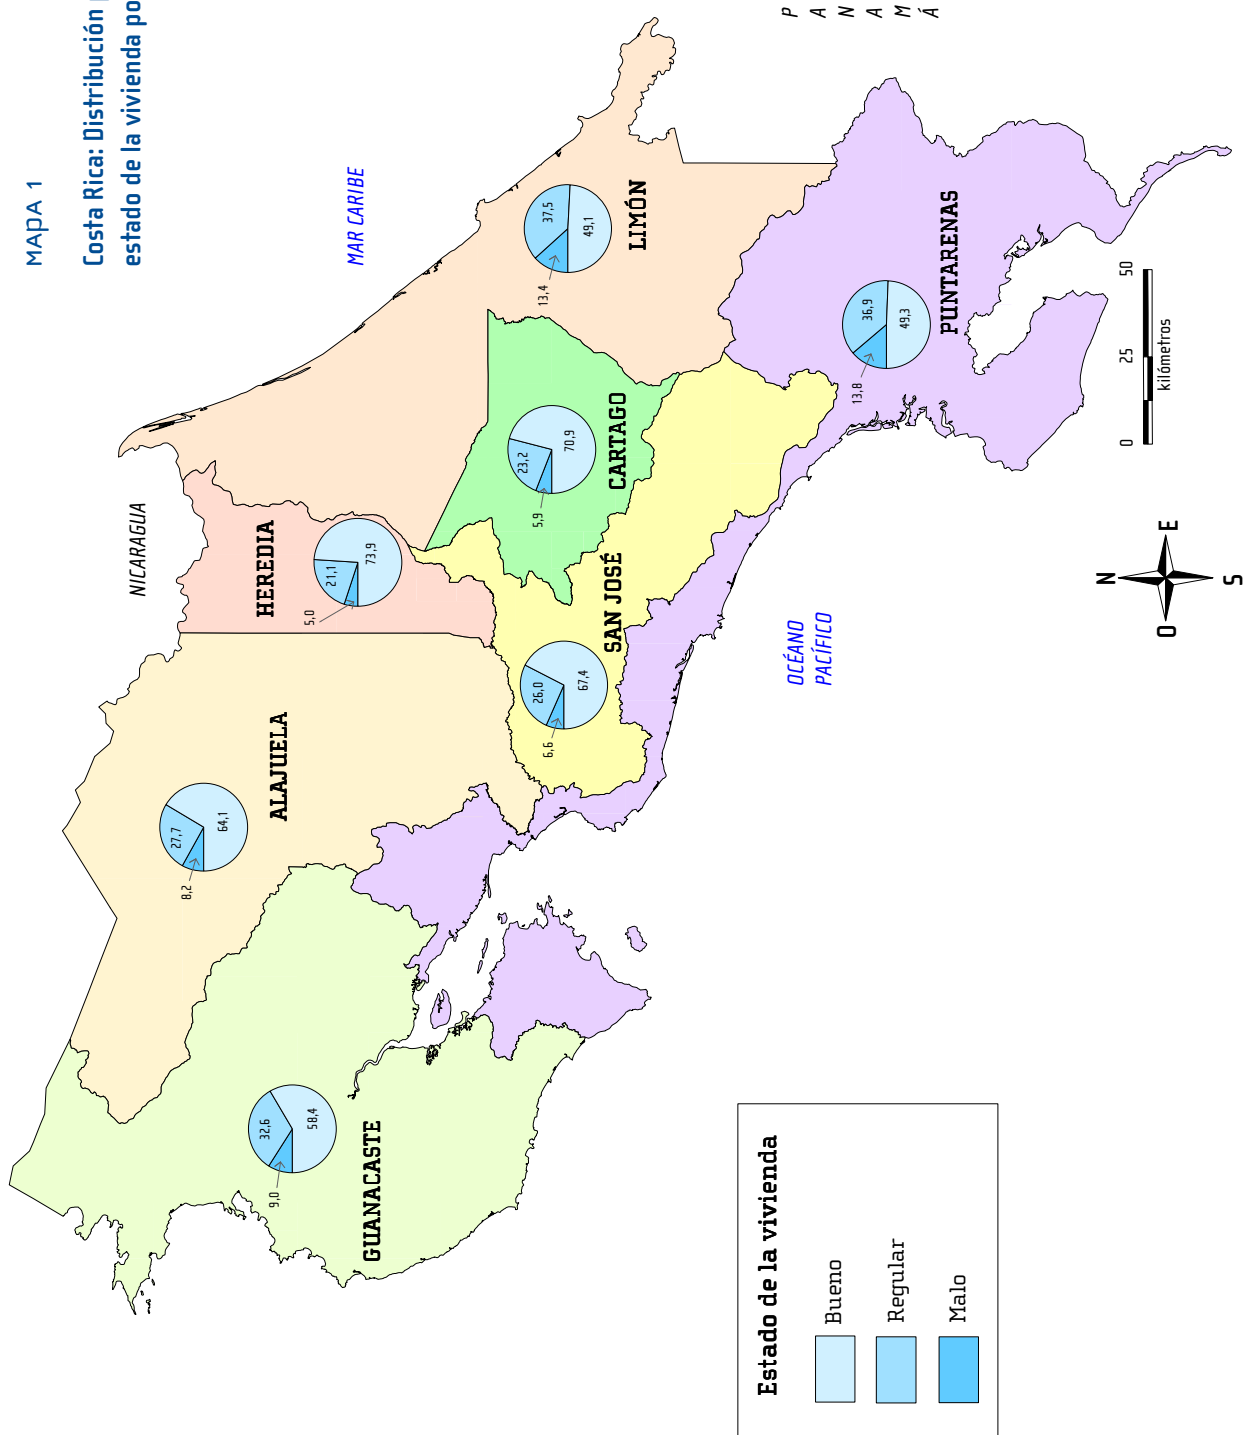 MAPA 1
Costa Rica: Distribución
estado de la vivienda po
MAR CARIBE
NICARAGUA
P
A
N
A
M
Á
OCÉANO
PACÍFICO
GUANACASTE
32,6
9,0
58,4
ALAJUELA
27,7
8,2
64,1
HEREDIA
21,1
5,0
73,9
SAN JOSÉ
26,0
6,6
67,4
CARTAGO
23,2
5,9
70,9
LIMÓN
37,5
13,4
49,1
PUNTARENAS
36,9
13,8
49,3
Estado de la vivienda
Bueno
Regular
Malo
N
O
E
S
0 25 50
kilómetros